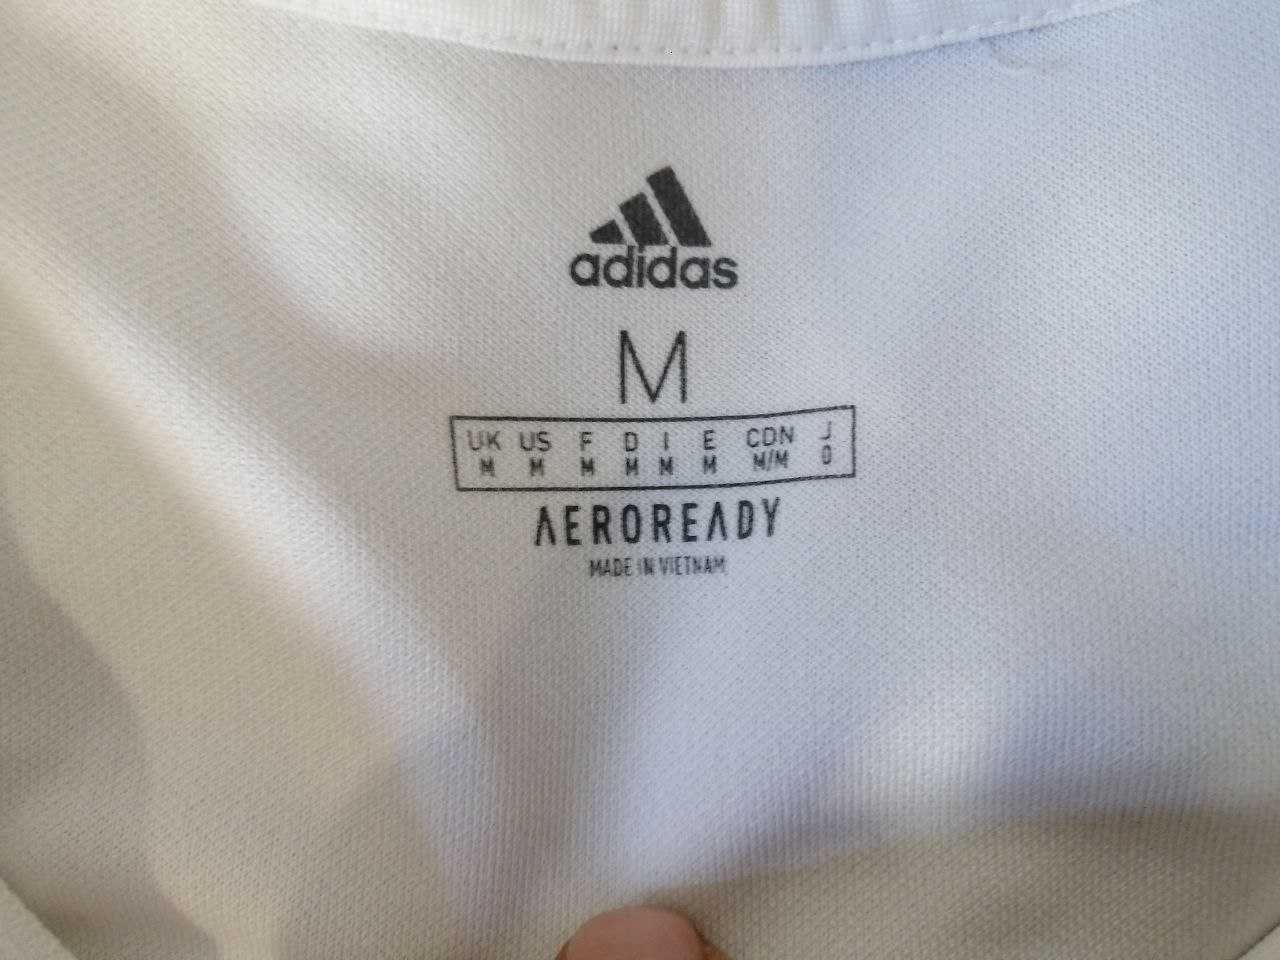 adidas
M
UK US F D I E CDN J
M M M M M M M/M O
AEROREADY
MADE IN VIETNAM